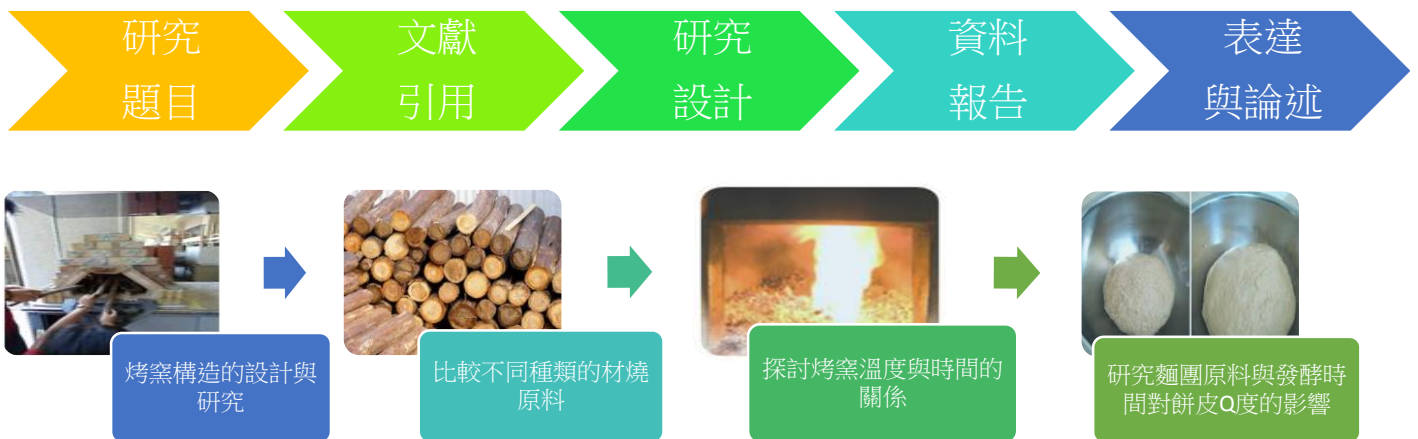 研究
題目
文獻
引用
研究
設計
資料
報告
表達
與論述
烤窯構造的設計與
研究
比較不同種類的材燒
原料
探討烤窯溫度與時間的
關係
研究麵團原料與發酵時
間對餅皮Q度的影響